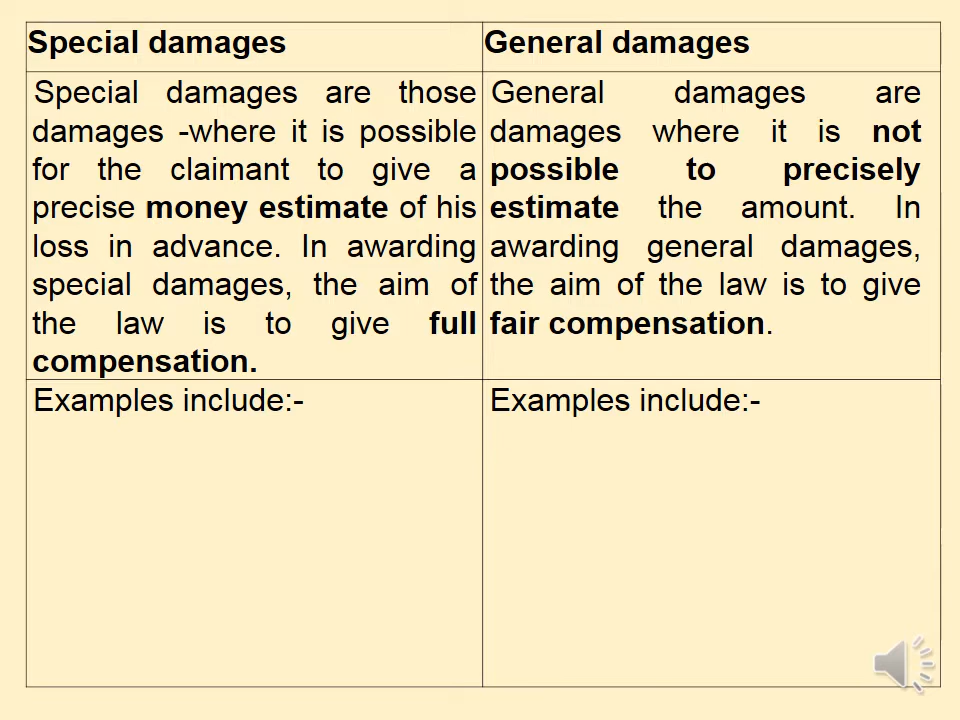 Special damages
General damages
Special damages are those
damages -where it is possible
for the claimant to give a
precise money estimate of his
loss in advance. In awarding
special damages, the aim of
the law is to give full
compensation.
General damages are
damages where it is not
possible to precisely
estimate the amount. In
awarding general damages,
the aim of the law is to give
fair compensation.
Examples include:-
Examples include:-